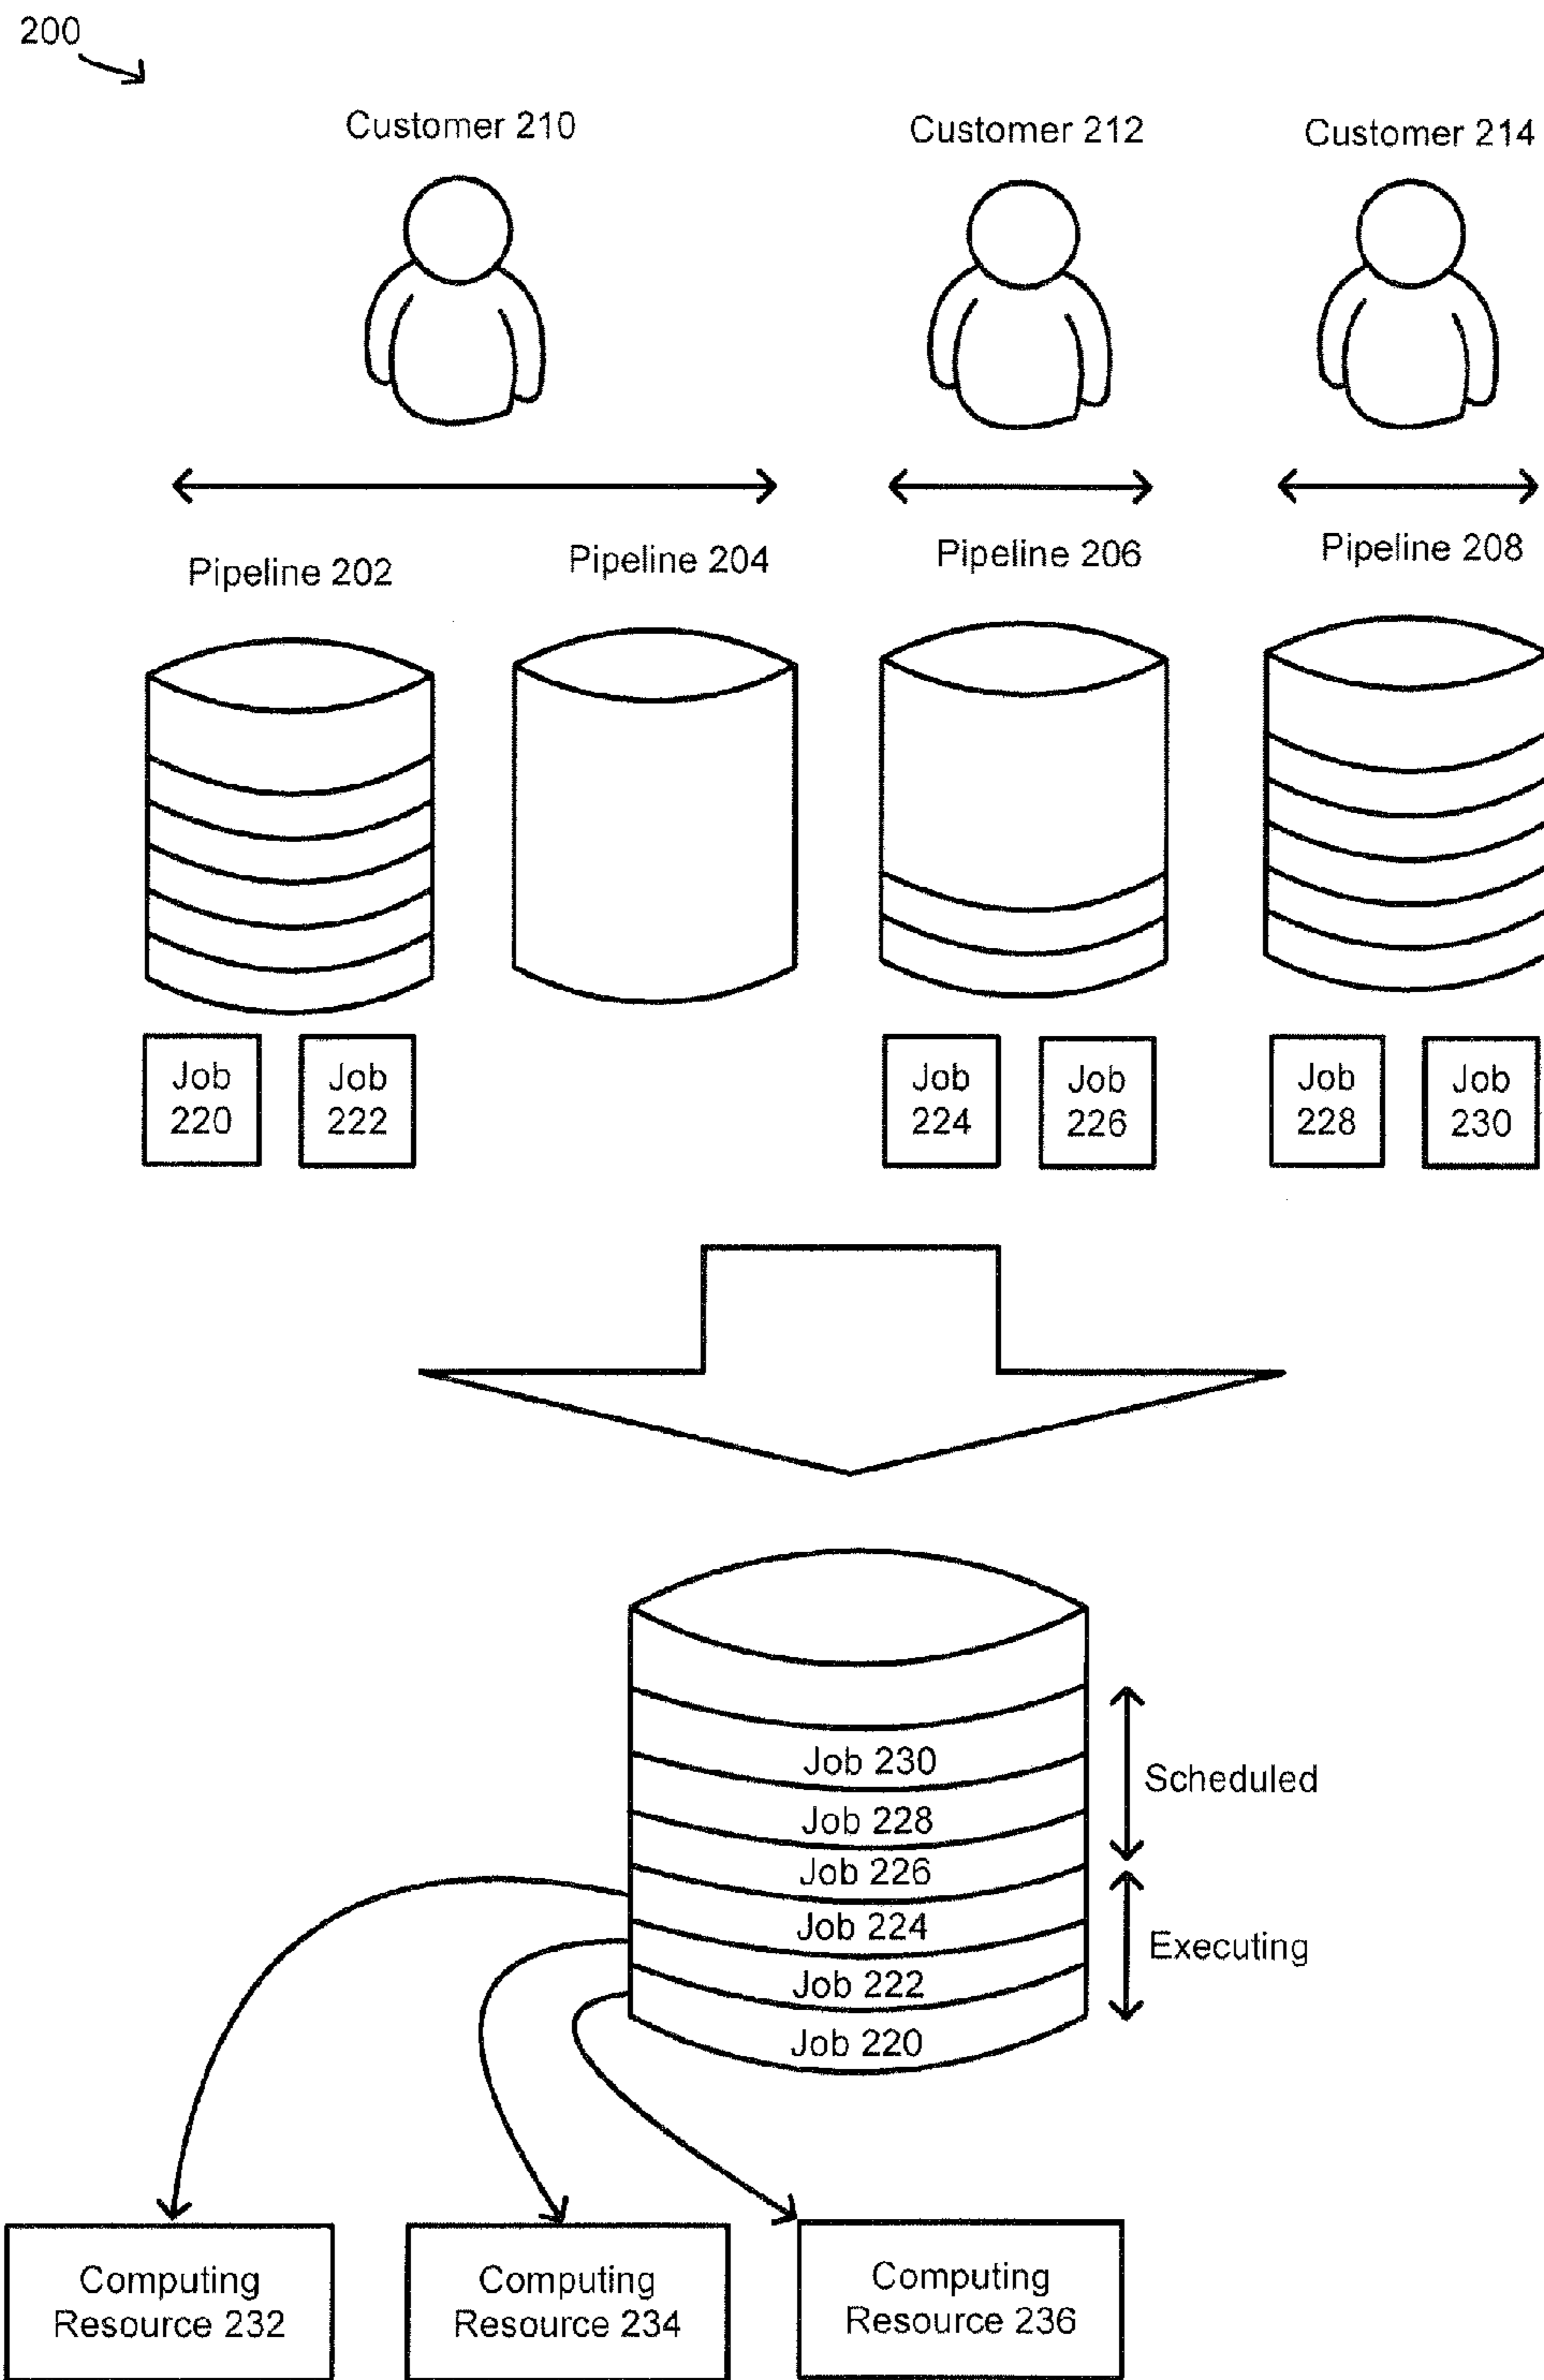 200
Customer 210
Customer 212
Customer 214
Pipeline 202
Pipeline 204
Pipeline 206
Pipeline 208
Job
220
Job
222
Job
224
Job
226
Job
228
Job
230
Job 230
Scheduled
Job 228
Job 226
Job 224
Executing
Job 222
Job 220
Computing
Resource 232
Computing
Resource 234
Computing
Resource 236